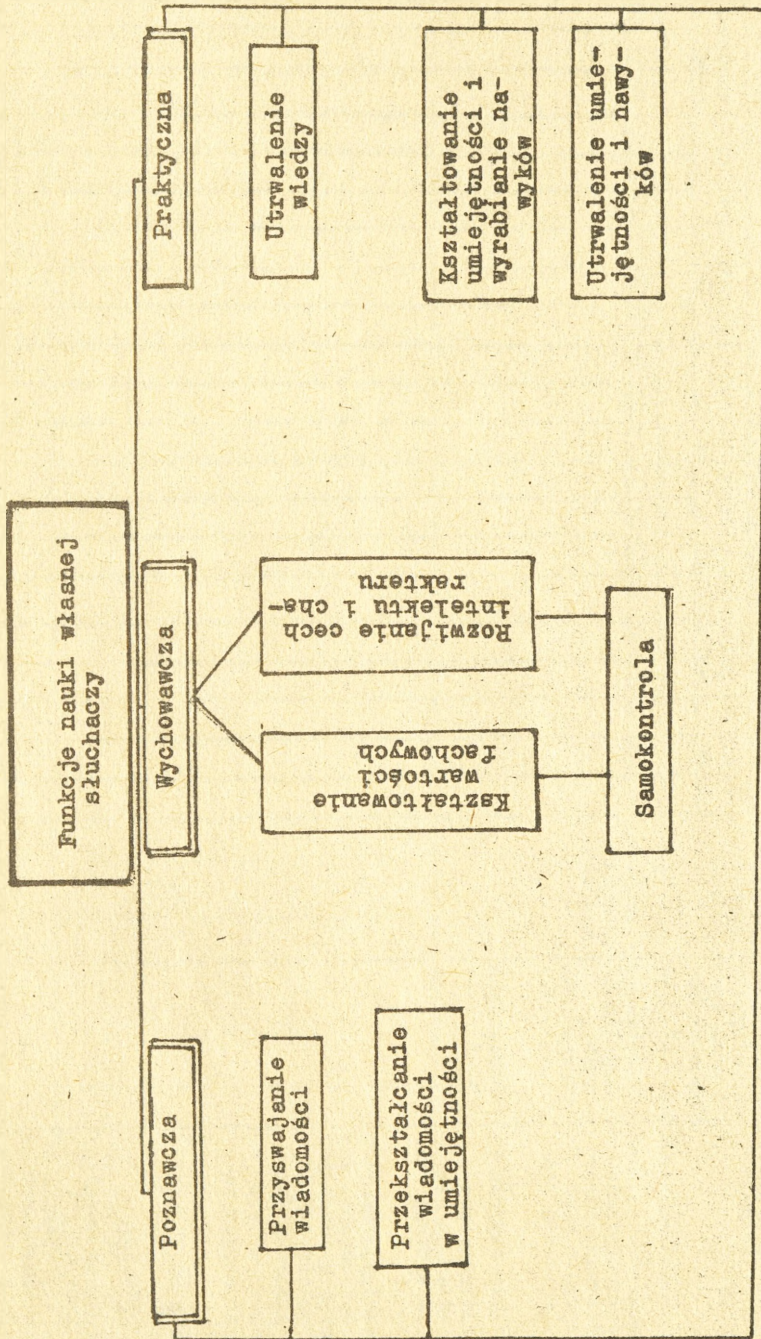 Funkcje nauki własnej
słuchaczy
Poznawcza
Wychowawcza
Praktyczna
Przyswajanie
wiadomości
Przekształcanie
wiadomości
w umiejętności
Kształtowanie
wartości
fachowych
Rozwijanie cech
intelektu i cha-
rakteru
Samokontrola
Utrwalenie
wiedzy
Kształtowanie
umiejętności i
wyrabianie na-
wyków
Utrwalenie umie-
jętności i nawy-
ków